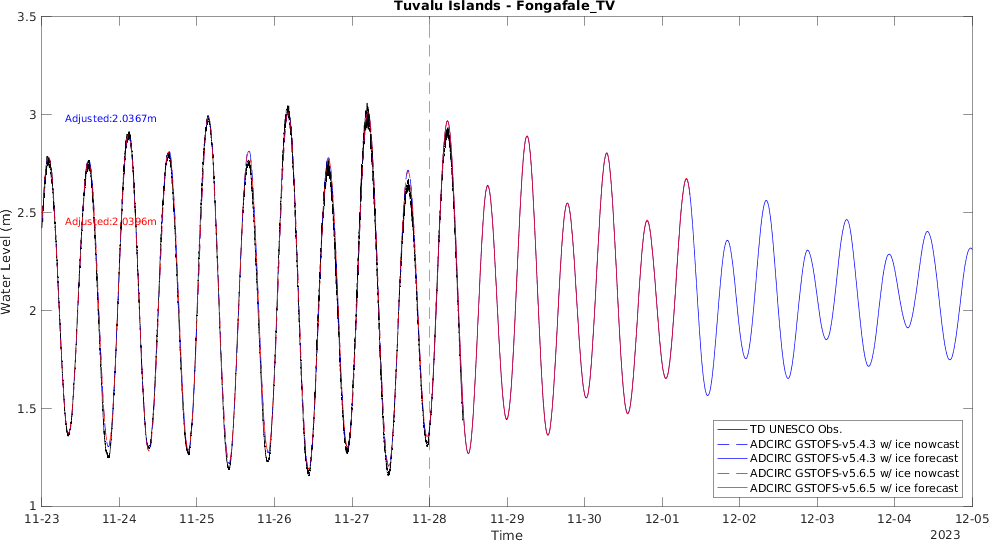 Tuvalu Islands - Fongafale_TV
3.5
3
2.5
2
1.5
1
Water Level (m)
Adjusted:2.0367m
Adjusted:2.0396m
TD UNESCO Obs.
ADCIRC GSTOFS-v5.4.3 w/ ice nowcast
ADCIRC GSTOFS-v5.4.3 w/ ice forecast
ADCIRC GSTOFS-v5.6.5 w/ ice nowcast
ADCIRC GSTOFS-v5.6.5 w/ ice forecast
11-23 11-24 11-25 11-26 11-27 11-28 11-29 11-30 12-01 12-02 12-03 12-04 12-05
Time
2023